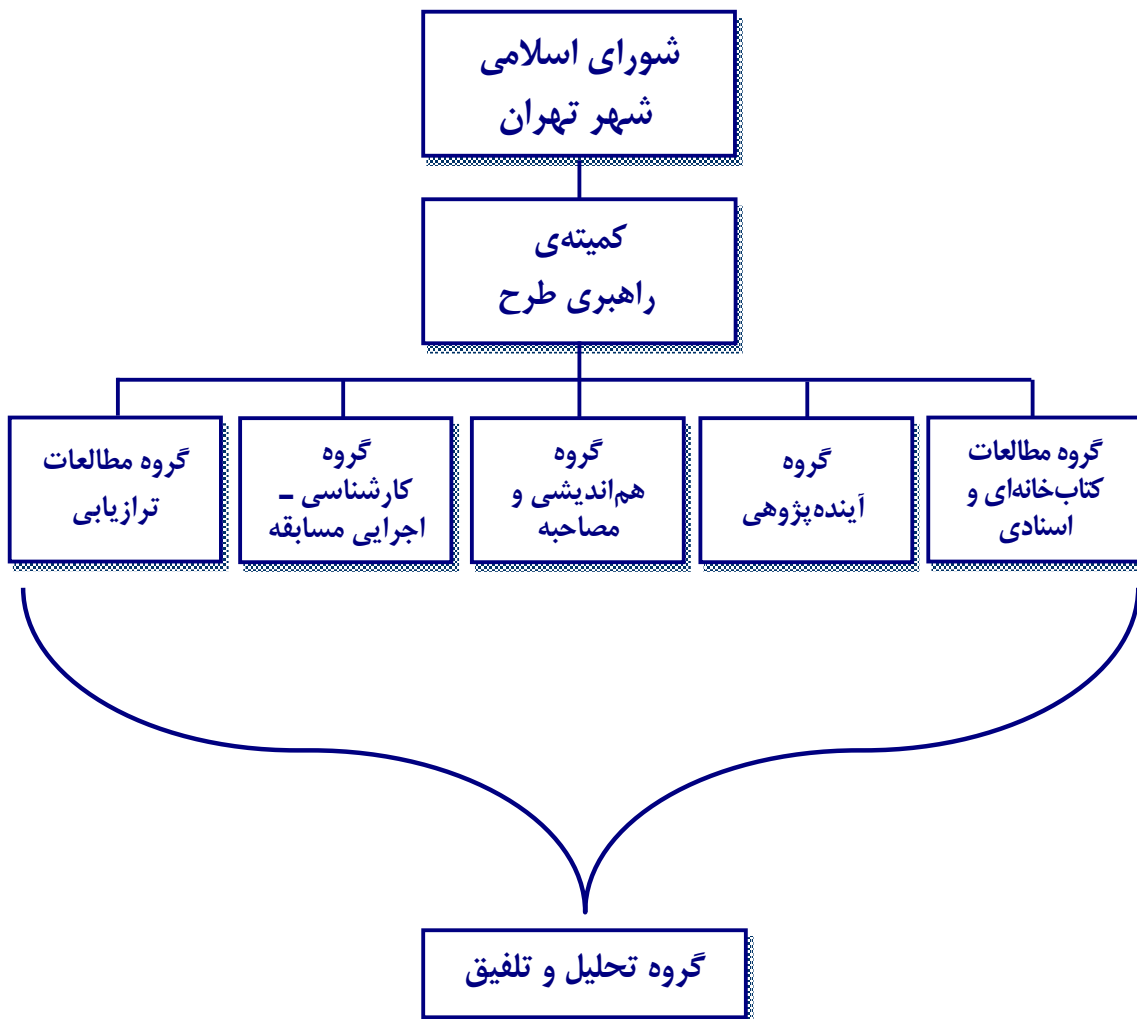 شورای اسلامی
شهر تهران
کمیته‌ی
راهبری طرح
گروه مطالعات
کتاب‌خانه‌ای و
اسنادی
گروه
آینده‌پژوهی
گروه
هم‌اندیشی و
مصاحبه
گروه
کارشناسی –
اجرایی مسابقه
گروه مطالعات
ترازیابی
گروه تحلیل و تلفیق